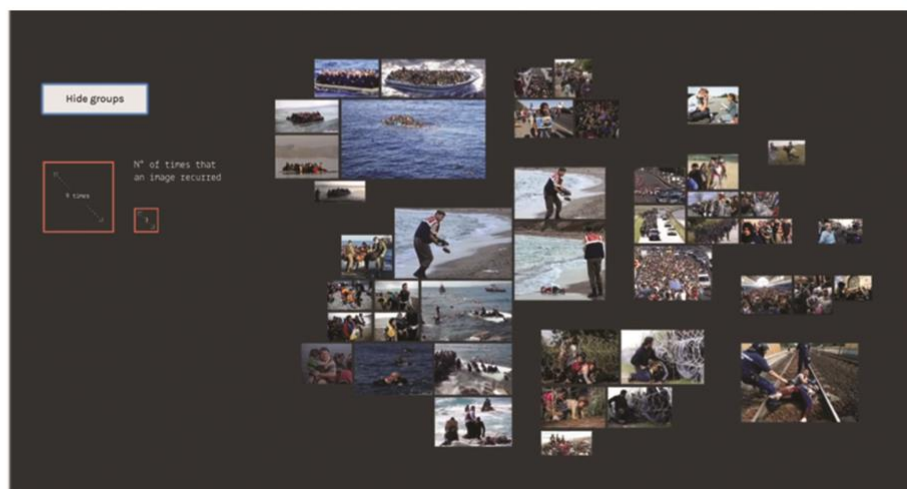 Hide groups
N° of times that
an image recurred
9 times